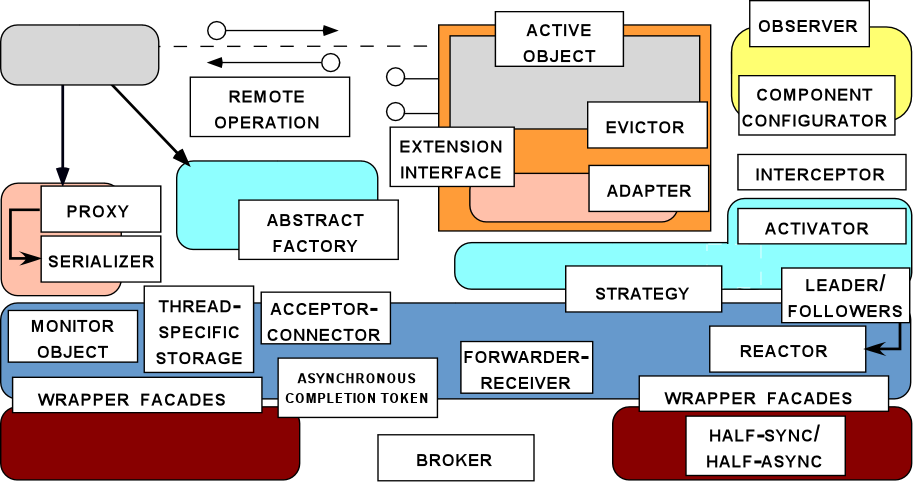 ACTIVE
OBJECT
OBSERVER
REMOTE
OPERATION
COMPONENT
CONFIGURATOR
EVICTOR
EXTENSION
INTERFACE
INTERCEPTOR
ADAPTER
PROXY
ABSTRACT
FACTORY
ACTIVATOR
SERIALIZER
STRATEGY
LEADER/
FOLLOWERS
MONITOR
OBJECT
THREAD-
SPECIFIC
STORAGE
ACCEPTOR-
CONNECTOR
FORWARDER-
RECEIVER
REACTOR
WRAPPER FACADES
ASYNCHRONOUS
COMPLETION TOKEN
WRAPPER FACADES
BROKER
HALF-SYNC/
HALF-ASYNC